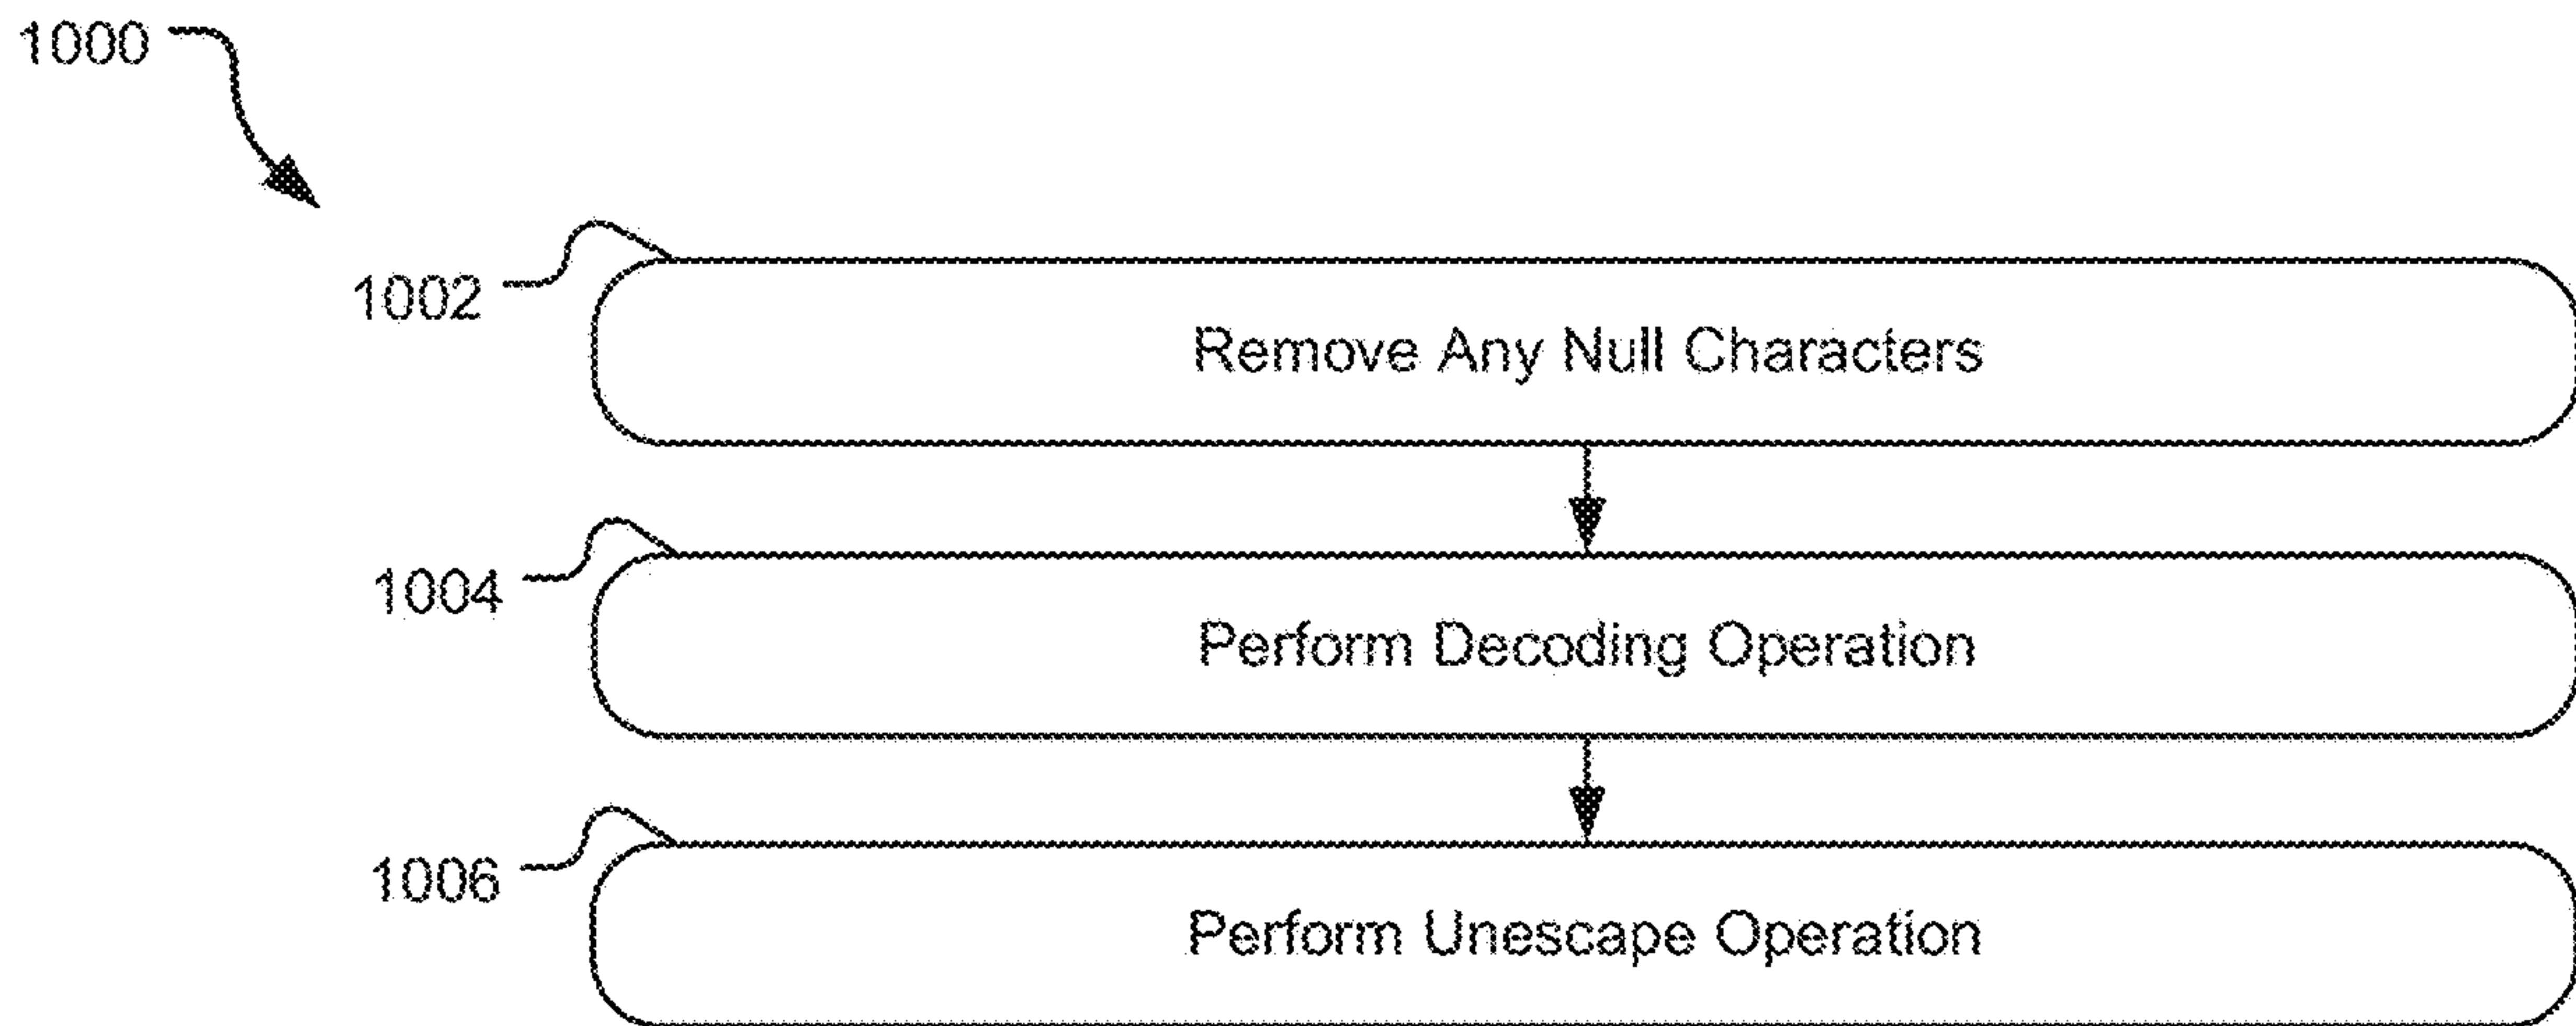 1000
1002
Remove Any Null Characters
1004
Perform Decoding Operation
1006
Perform Unescape Operation